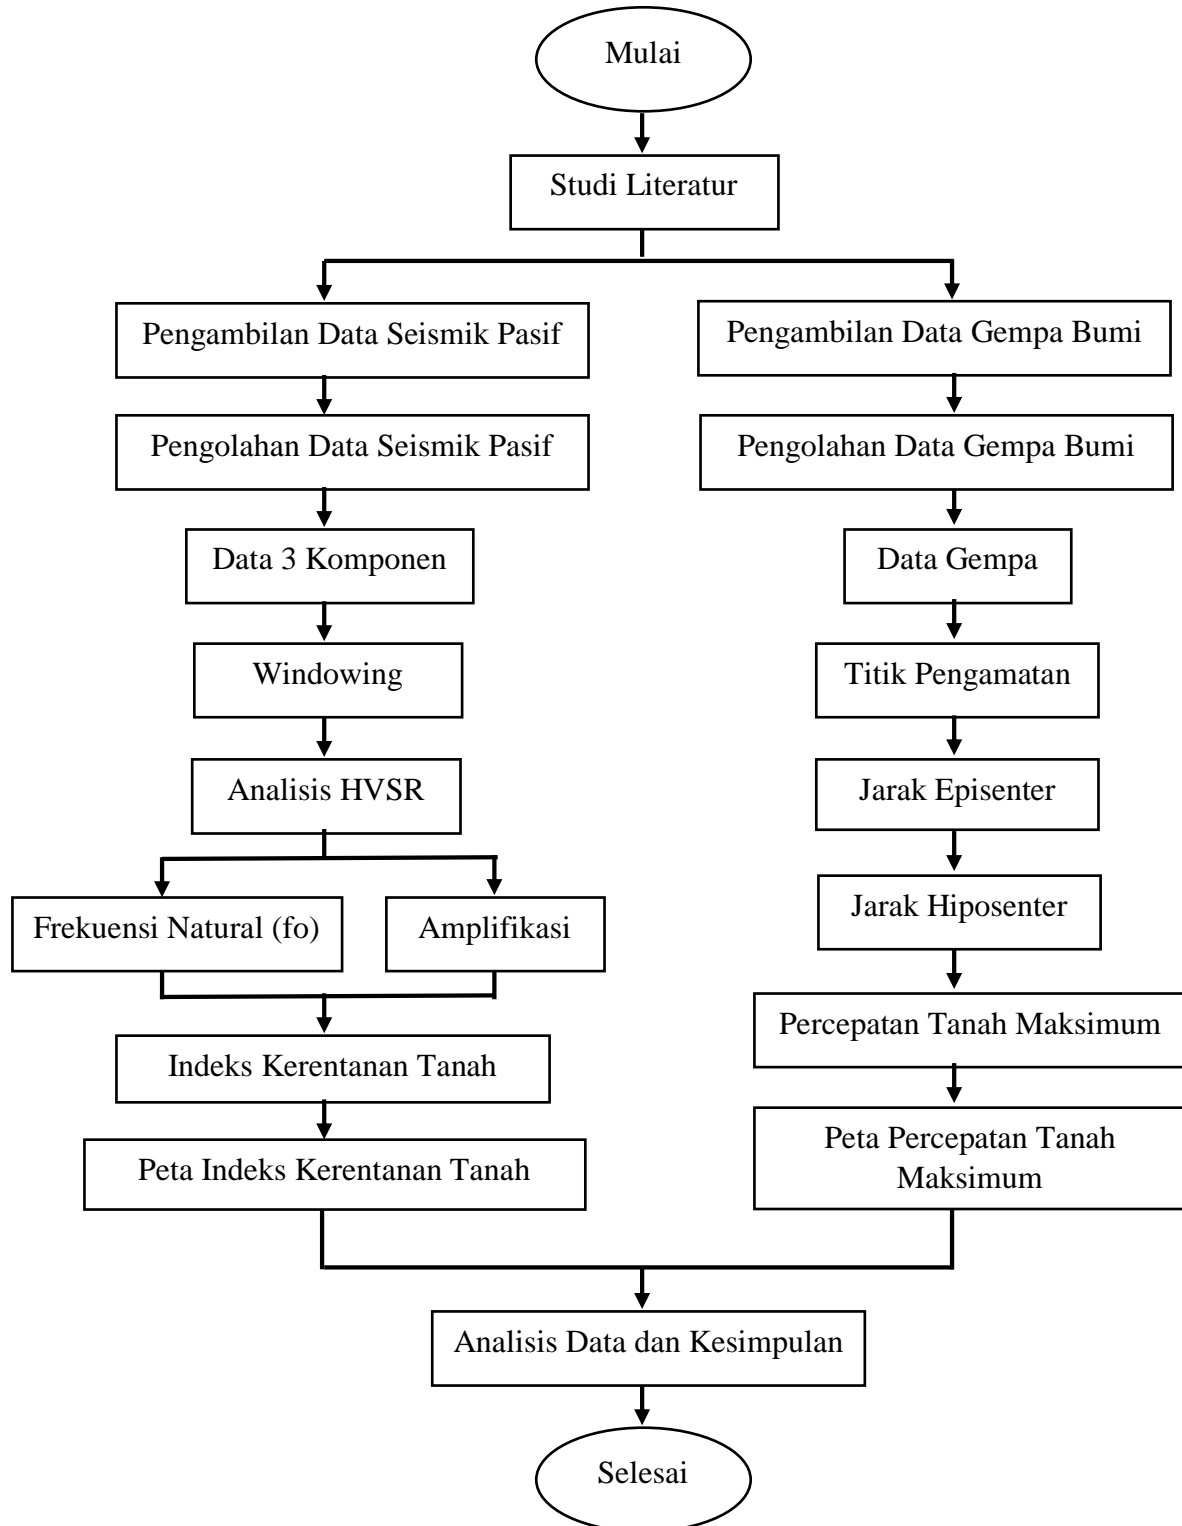 Mulai
Studi Literatur
Pengambilan Data Seismik Pasif
Pengambilan Data Gempa Bumi
Pengolahan Data Seismik Pasif
Pengolahan Data Gempa Bumi
Data 3 Komponen
Data Gempa
Windowing
Titik Pengamatan
Analisis HVSR
Jarak Episenter
Frekuensi Natural (fo)
Amplifikasi
Jarak Hiposenter
Indeks Kerentanan Tanah
Percepatan Tanah Maksimum
Peta Indeks Kerentanan Tanah
Peta Percepatan Tanah
Maksimum
Analisis Data dan Kesimpulan
Selesai